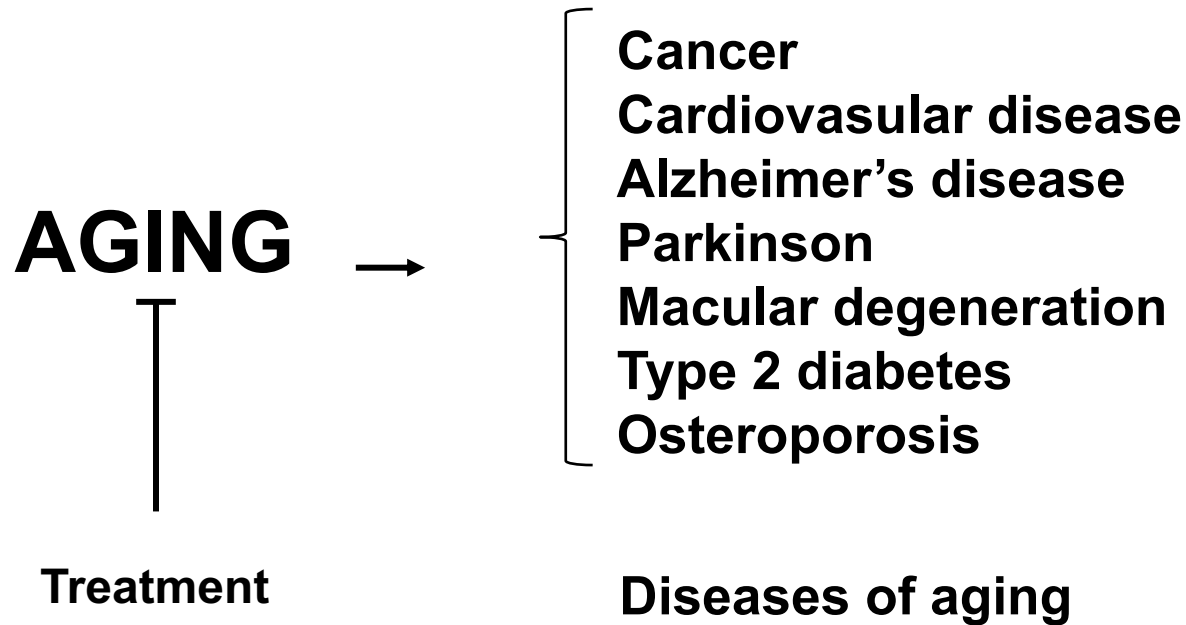 AGING
Cancer
Cardiovasular disease
Alzheimer’s disease
Parkinson
Macular degeneration
Type 2 diabetes
Osteroporosis
Treatment
Diseases of aging